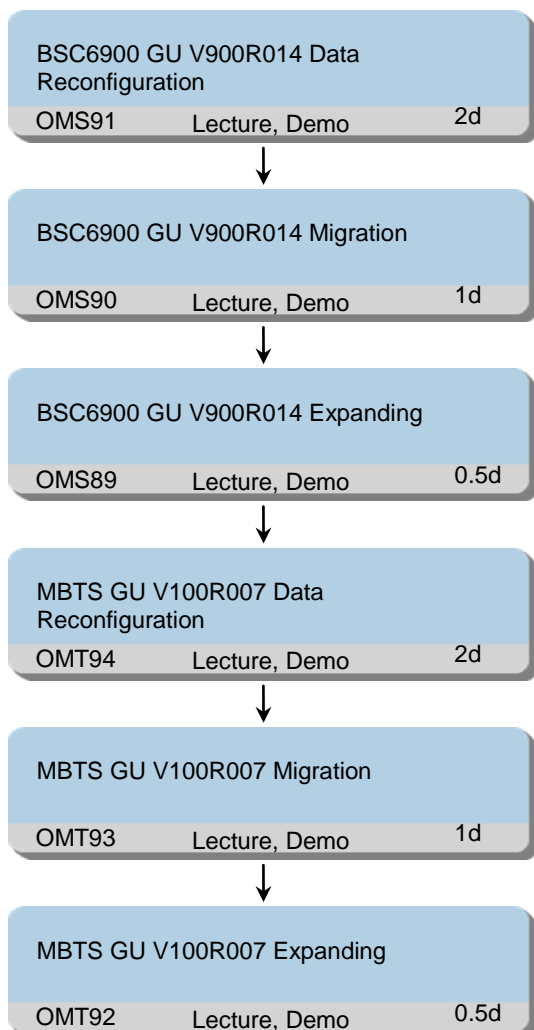 BSC6900 GU V900R014 Data
Reconfiguration
OMS91 Lecture, Demo 2d
BSC6900 GU V900R014 Migration
OMS90 Lecture, Demo 1d
BSC6900 GU V900R014 Expanding
OMS89 Lecture, Demo 0.5d
MBTS GU V100R007 Data
Reconfiguration
OMT94 Lecture, Demo 2d
MBTS GU V100R007 Migration
OMT93 Lecture, Demo 1d
MBTS GU V100R007 Expanding
OMT92 Lecture, Demo 0.5d